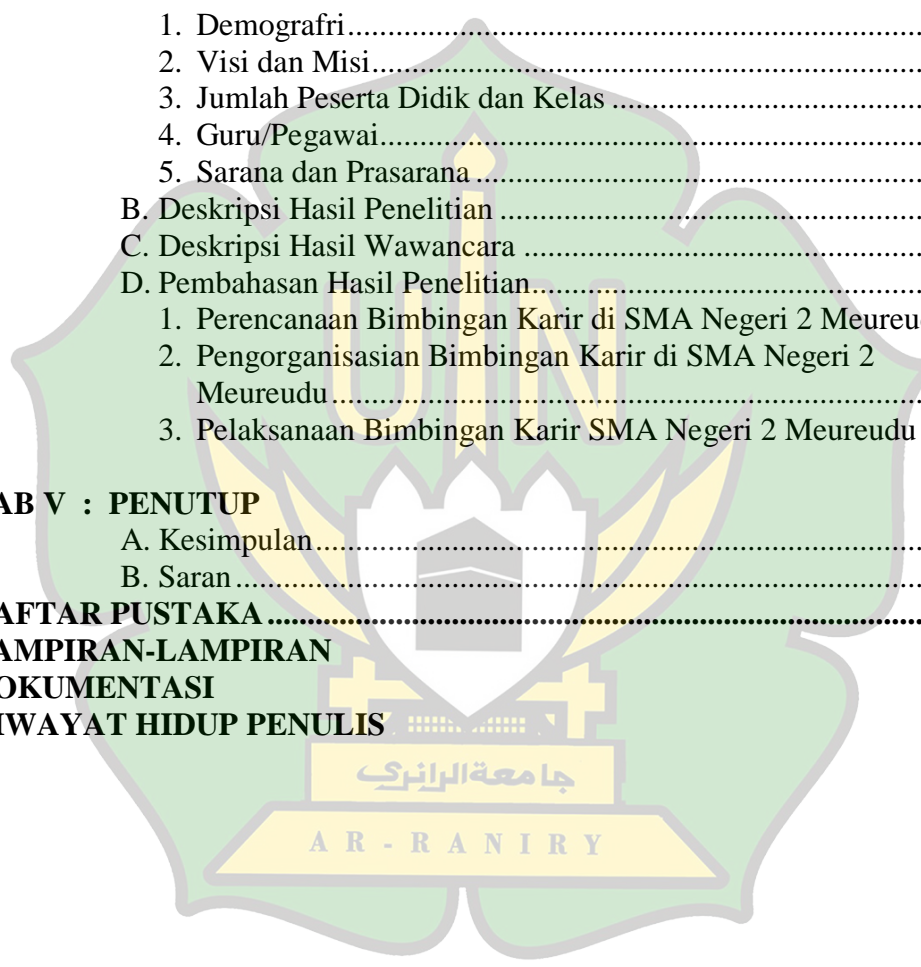 1. Demografri........................................................................
2. Visi dan Misi....................................................................
3. Jumlah Peserta Didik dan Kelas ........................................
4. Guru/Pegawai....................................................................
5. Sarana dan Prasarana.........................................................
B. Deskripsi Hasil Penelitian .....................................................
C. Deskripsi Hasil Wawancara ..................................................
D. Pembahasan Hasil Penelitian.................................................
1. Perencanaan Bimbingan Karir di SMA Negeri 2 Meureu
2. Pengorganisasian Bimbingan Karir di SMA Negeri 2
Meureudu...........................................................................
3. Pelaksanaan Bimbingan Karir SMA Negeri 2 Meureudu
AB V : PENUTUP
A. Kesimpulan............................................................................
B. Saran......................................................................................
AFTAR PUSTAKA.........................................................................
AMPIRAN-LAMPIRAN
OKUMENTASI
IWAYAT HIDUP PENULIS
UIN
جامعة الرانري
AR-RANIRY